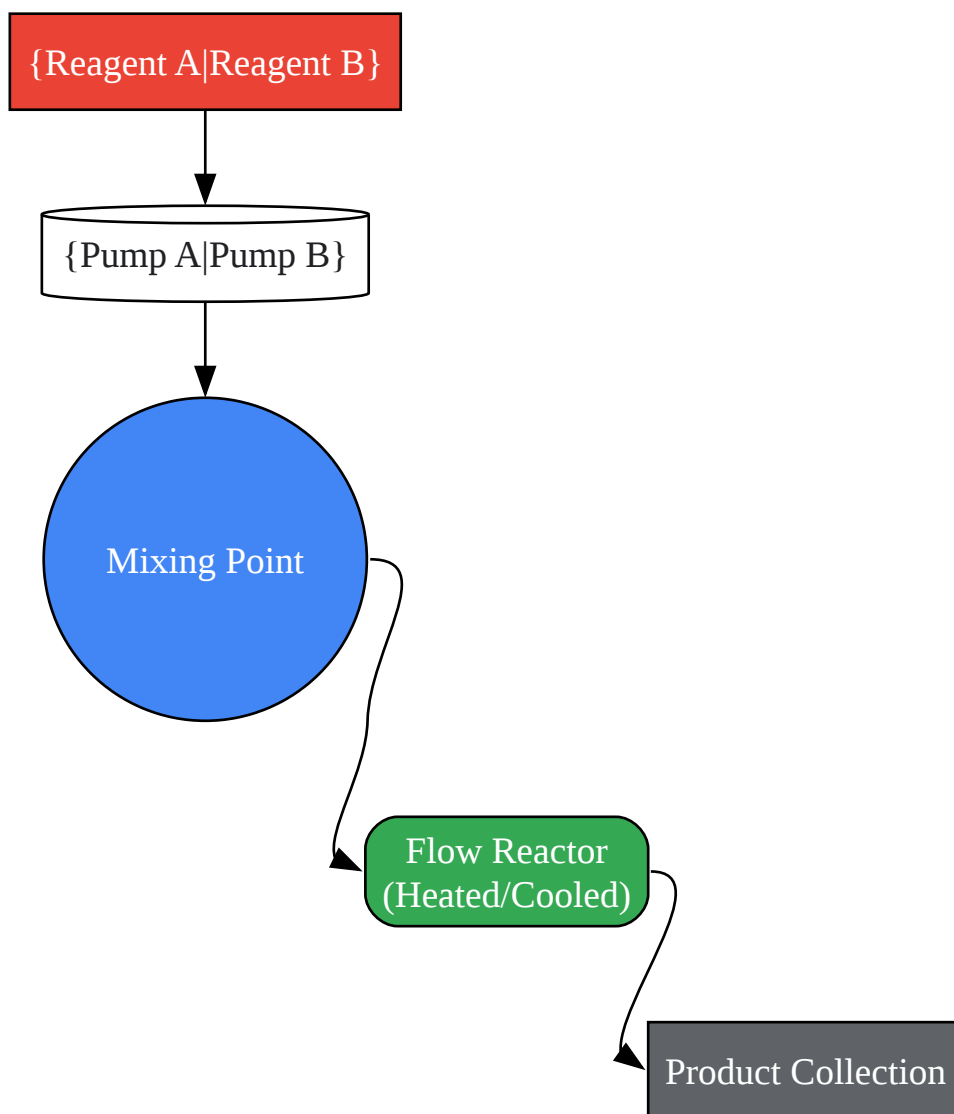 {Reagent A|Reagent B}
{Pump A|Pump B}
Mixing Point
Flow Reactor
(Heated/Cooled)
Product Collection